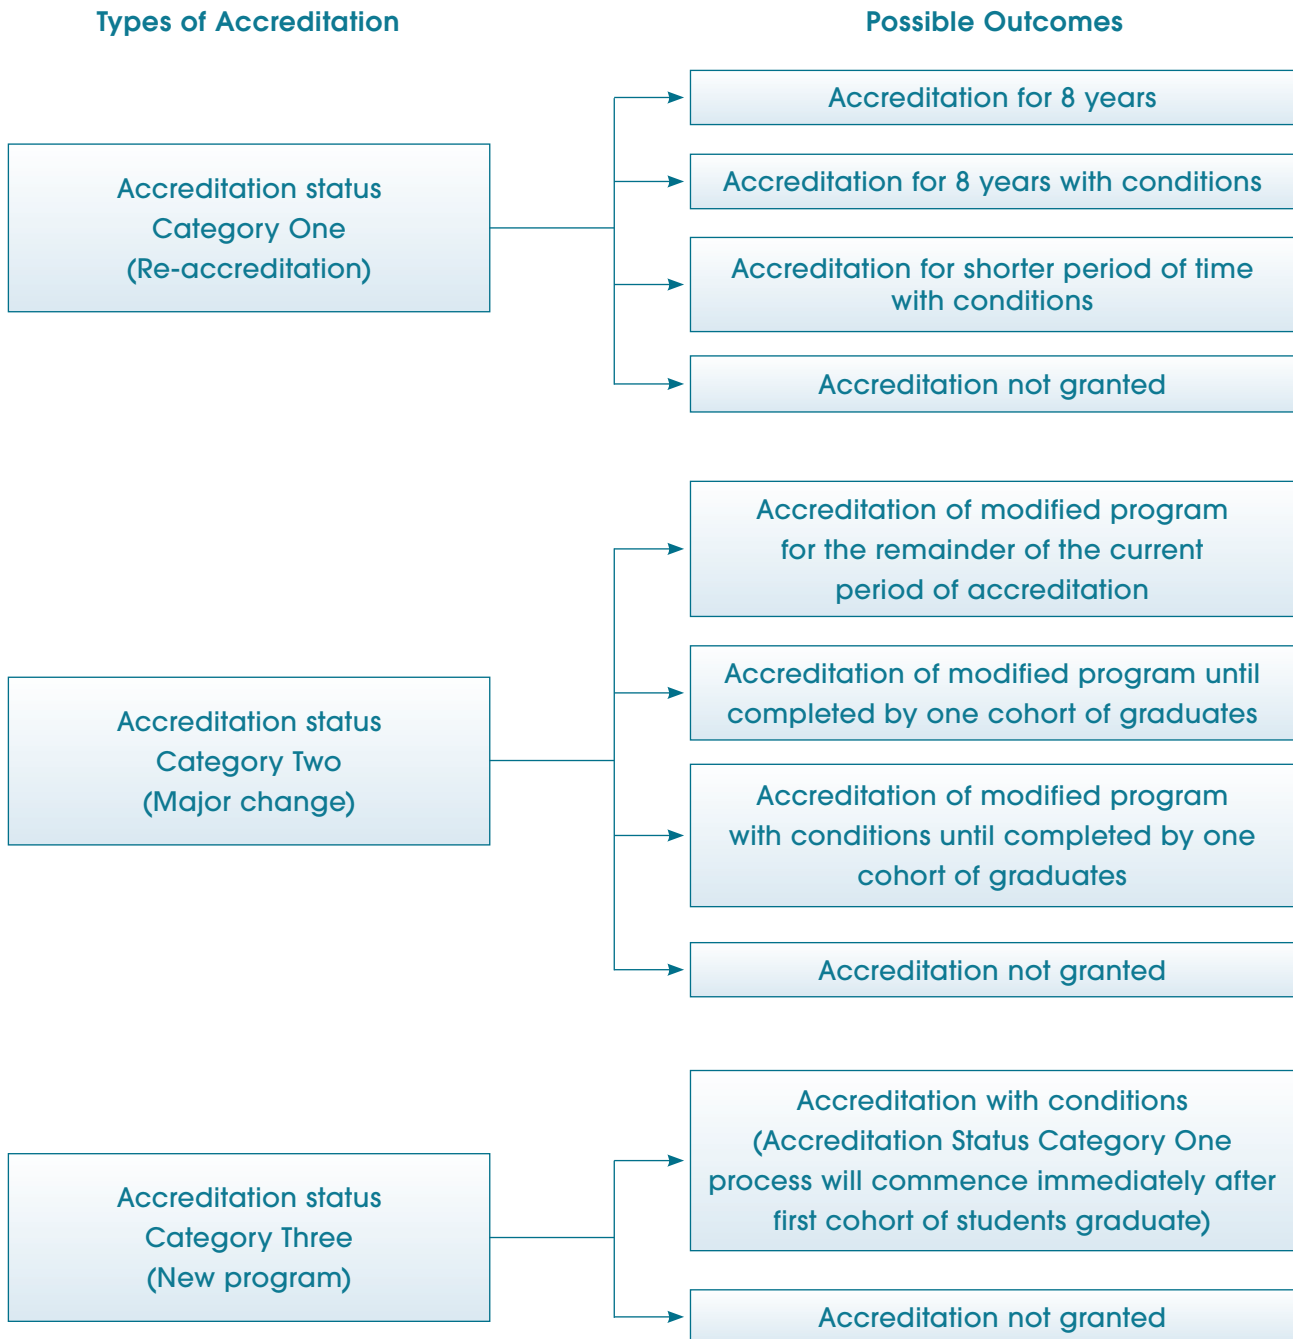 Types of Accreditation
Possible Outcomes
Accreditation status
Category One
(Re-accreditation)
Accreditation for 8 years
Accreditation for 8 years with conditions
Accreditation for shorter period of time
with conditions
Accreditation not granted
Accreditation status
Category Two
(Major change)
Accreditation of modified program
for the remainder of the current
period of accreditation
Accreditation of modified program until
completed by one cohort of graduates
Accreditation of modified program
with conditions until completed by one
cohort of graduates
Accreditation not granted
Accreditation status
Category Three
(New program)
Accreditation with conditions
(Accreditation Status Category One
process will commence immediately after
first cohort of students graduate)
Accreditation not granted